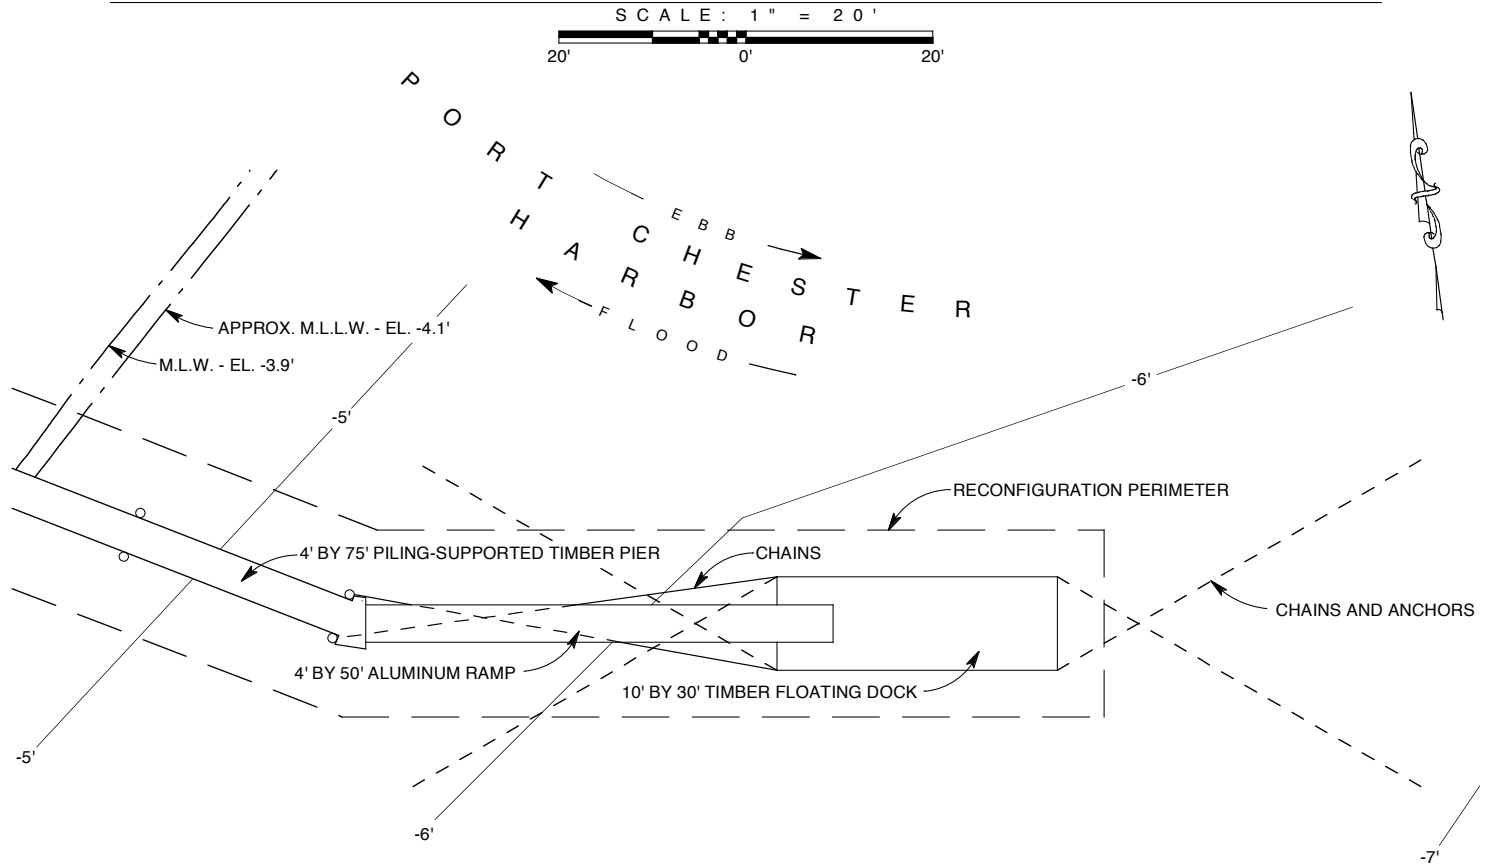 SCALE: 1" = 20'
20' 0' 20'
PORT CHESTER
HARBOR
EBB
FLOOD
APPROX. M.L.L.W. - EL. -4.1'
M.L.W. - EL. -3.9'
-5'
-6'
RECONFIGURATION PERIMETER
4' BY 75' PILING-SUPPORTED TIMBER PIER
CHAINS
CHAINS AND ANCHORS
4' BY 50' ALUMINUM RAMP
10' BY 30' TIMBER FLOATING DOCK
-5'
-6'
-7'